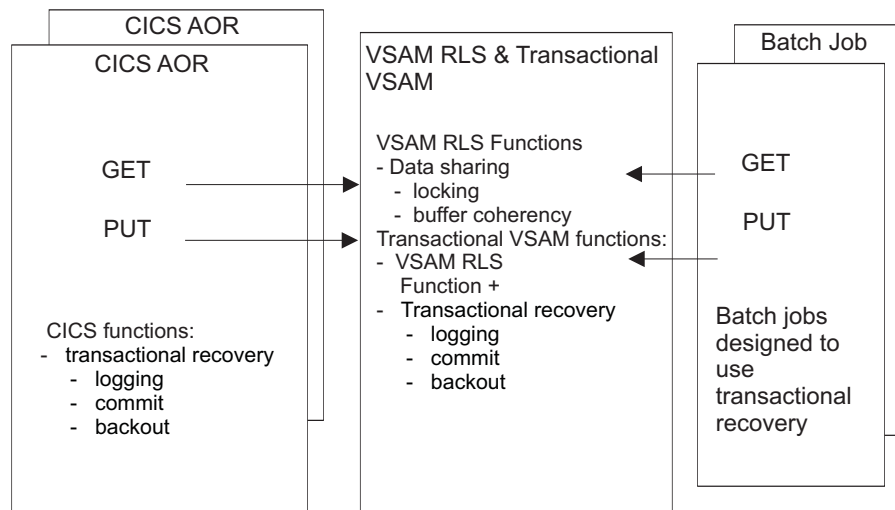 CICS AOR
CICS AOR
GET
PUT
CICS functions:
- transactional recovery
- logging
- commit
- backout
VSAM RLS & Transactional
VSAM
VSAM RLS Functions
- Data sharing
- locking
- buffer coherency
Transactional VSAM functions:
- VSAM RLS
Function +
- Transactional recovery
- logging
- commit
- backout
Batch Job
GET
PUT
Batch jobs
designed to
use
transactional
recovery